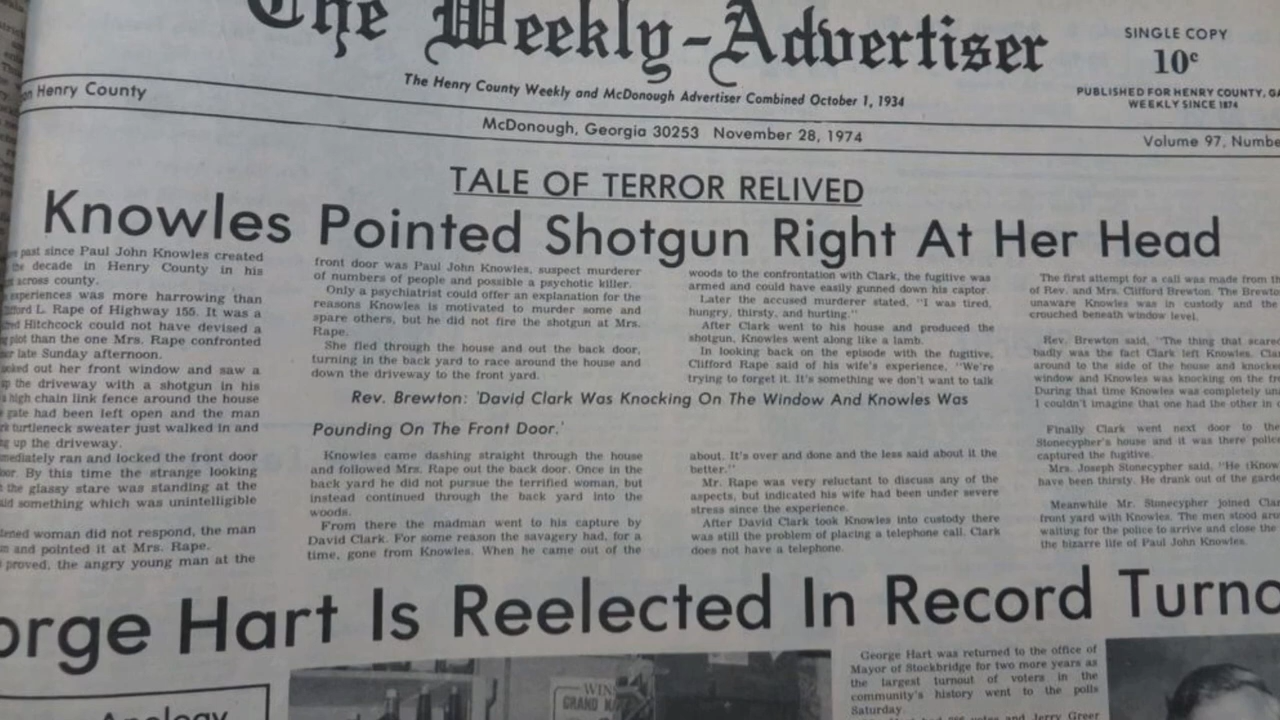 The Weekly-Advertiser
SINGLE COPY
10c
PUBLISHED FOR HENRY COUNTY, GA
WEEKLY SINCE 1874
The Henry County Weekly and McDonough Advertiser Combined October 1, 1934
Henry County
McDonough, Georgia 30253 November 28, 1974
Volume 97, Numbe
TALE OF TERROR RELIVED
Knowles Pointed Shotgun Right At Her Head
past since Paul John Knowles created
decade in Henry County in his
across county.
experiences was more harrowing than
L. Rape of Highway 155. It was a
Hitchcock could not have devised a
plot than the one Mrs. Rape confronted
late Sunday afternoon.
out her front window and saw a
the driveway with a shotgun in his
high chain link fence around the house
gate had been left open and the man
turtleneck sweater just walked in and
up the driveway.
mediately ran and locked the front door
By this time the strange looking
the glassy stare was standing at the
something which was unintelligible
woman did not respond, the man
and pointed it at Mrs. Rape.
proved, the angry young man at the
front door was Paul John Knowles, suspect murderer
of numbers of people and possible a psychotic killer.
Only a psychiatrist could offer an explanation for the
reasons Knowles is motivated to murder some and
spare others, but he did not fire the shotgun at Mrs.
Rape.
She fled through the house and out the back door,
turning in the back yard to race around the house and
down the driveway to the front yard.
woods to the confrontation with Clark, the fugitive was
armed and could have easily gunned down his captor.
Later the accused murderer stated, "I was tired,
hungry, thirsty, and hurting."
After Clark went to his house and produced the
shotgun, Knowles went along like a lamb.
In looking back on the episode with the fugitive,
Clifford Rape said of his wife's experience, "We're
trying to forget it. It's something we don't want to talk
Rev. Brewton: 'David Clark Was Knocking On The Window And Knowles Was
Pounding On The Front Door.'
Knowles came dashing straight through the house
and followed Mrs. Rape out the back door. Once in the
back yard he did not pursue the terrified woman, but
instead continued through the back yard into the
woods.
From there the madman went to his capture by
David Clark. For some reason the savagery had, for a
time, gone from Knowles. When he came out of the
about. It's over and done and the less said about it the
better."
Mr. Rape was very reluctant to discuss any of the
aspects, but indicated his wife had been under severe
stress since the experience.
After David Clark took Knowles into custody there
was still the problem of placing a telephone call. Clark
does not have a telephone.
The first attempt for a call was made from th
of Rev. and Mrs. Clifford Brewton. The Brewto
unaware Knowles was in custody and the
crouched beneath window level.
Rev. Brewton said, "The thing that scared
badly was the fact Clark left Knowles. Cla
around to the side of the house and knocke
window and Knowles was knocking on the fr
During that time Knowles was completely un
I couldn't imagine that one had the other in c
Finally Clark went next door to the
Stonecypher's house and it was there police
captured the fugitive.
Mrs. Joseph Stonecypher said, "He (Know
have been thirsty. He drank out of the garde
Meanwhile Mr. Stonecypher joined Clar
front yard with Knowles. The men stood aro
waiting for the police to arrive and close the
the bizarre life of Paul John Knowles.
orge Hart Is Reelected In Record Turno
George Hart was returned to the office of
Mayor of Stockbridge for two more years as
the largest turnout of voters in the
community's history went to the polls
Saturday.
votes and Jerry Greer
WINS
GRAND
Apology